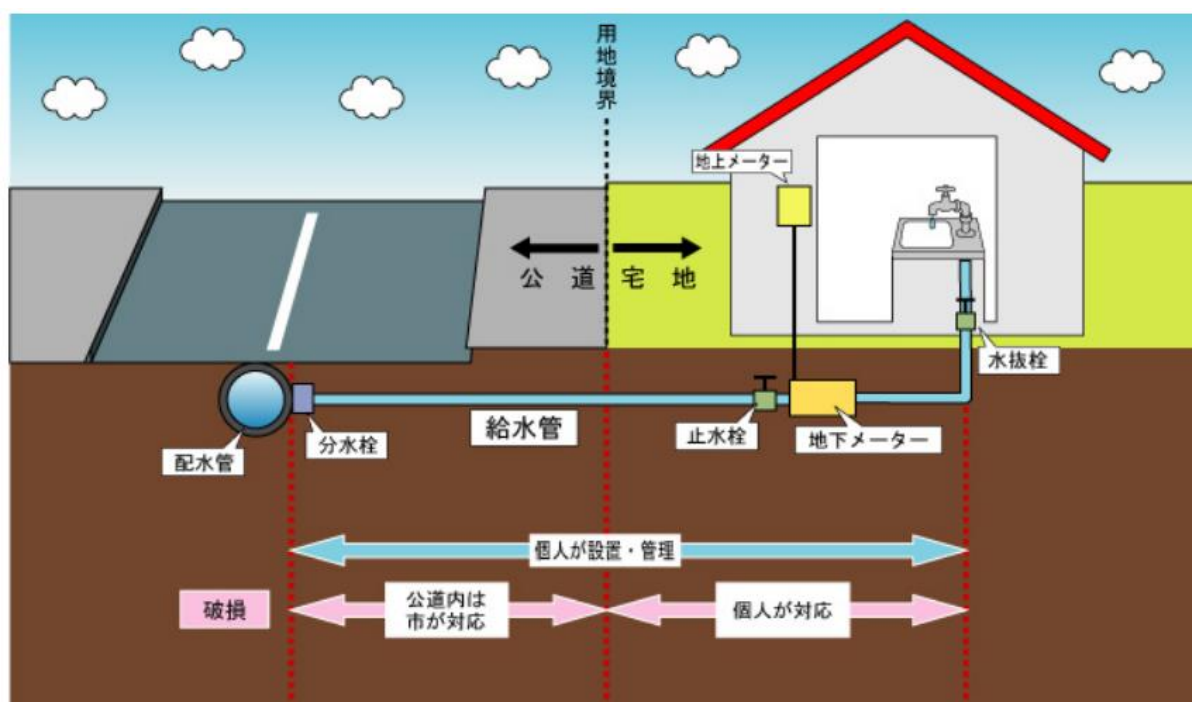 用地境界
地上メーター
公道
宅地
水抜栓
配水管
分水栓
給水管
止水栓
地下メーター
個人が設置・管理
破損
公道内は
市が対応
個人が対応